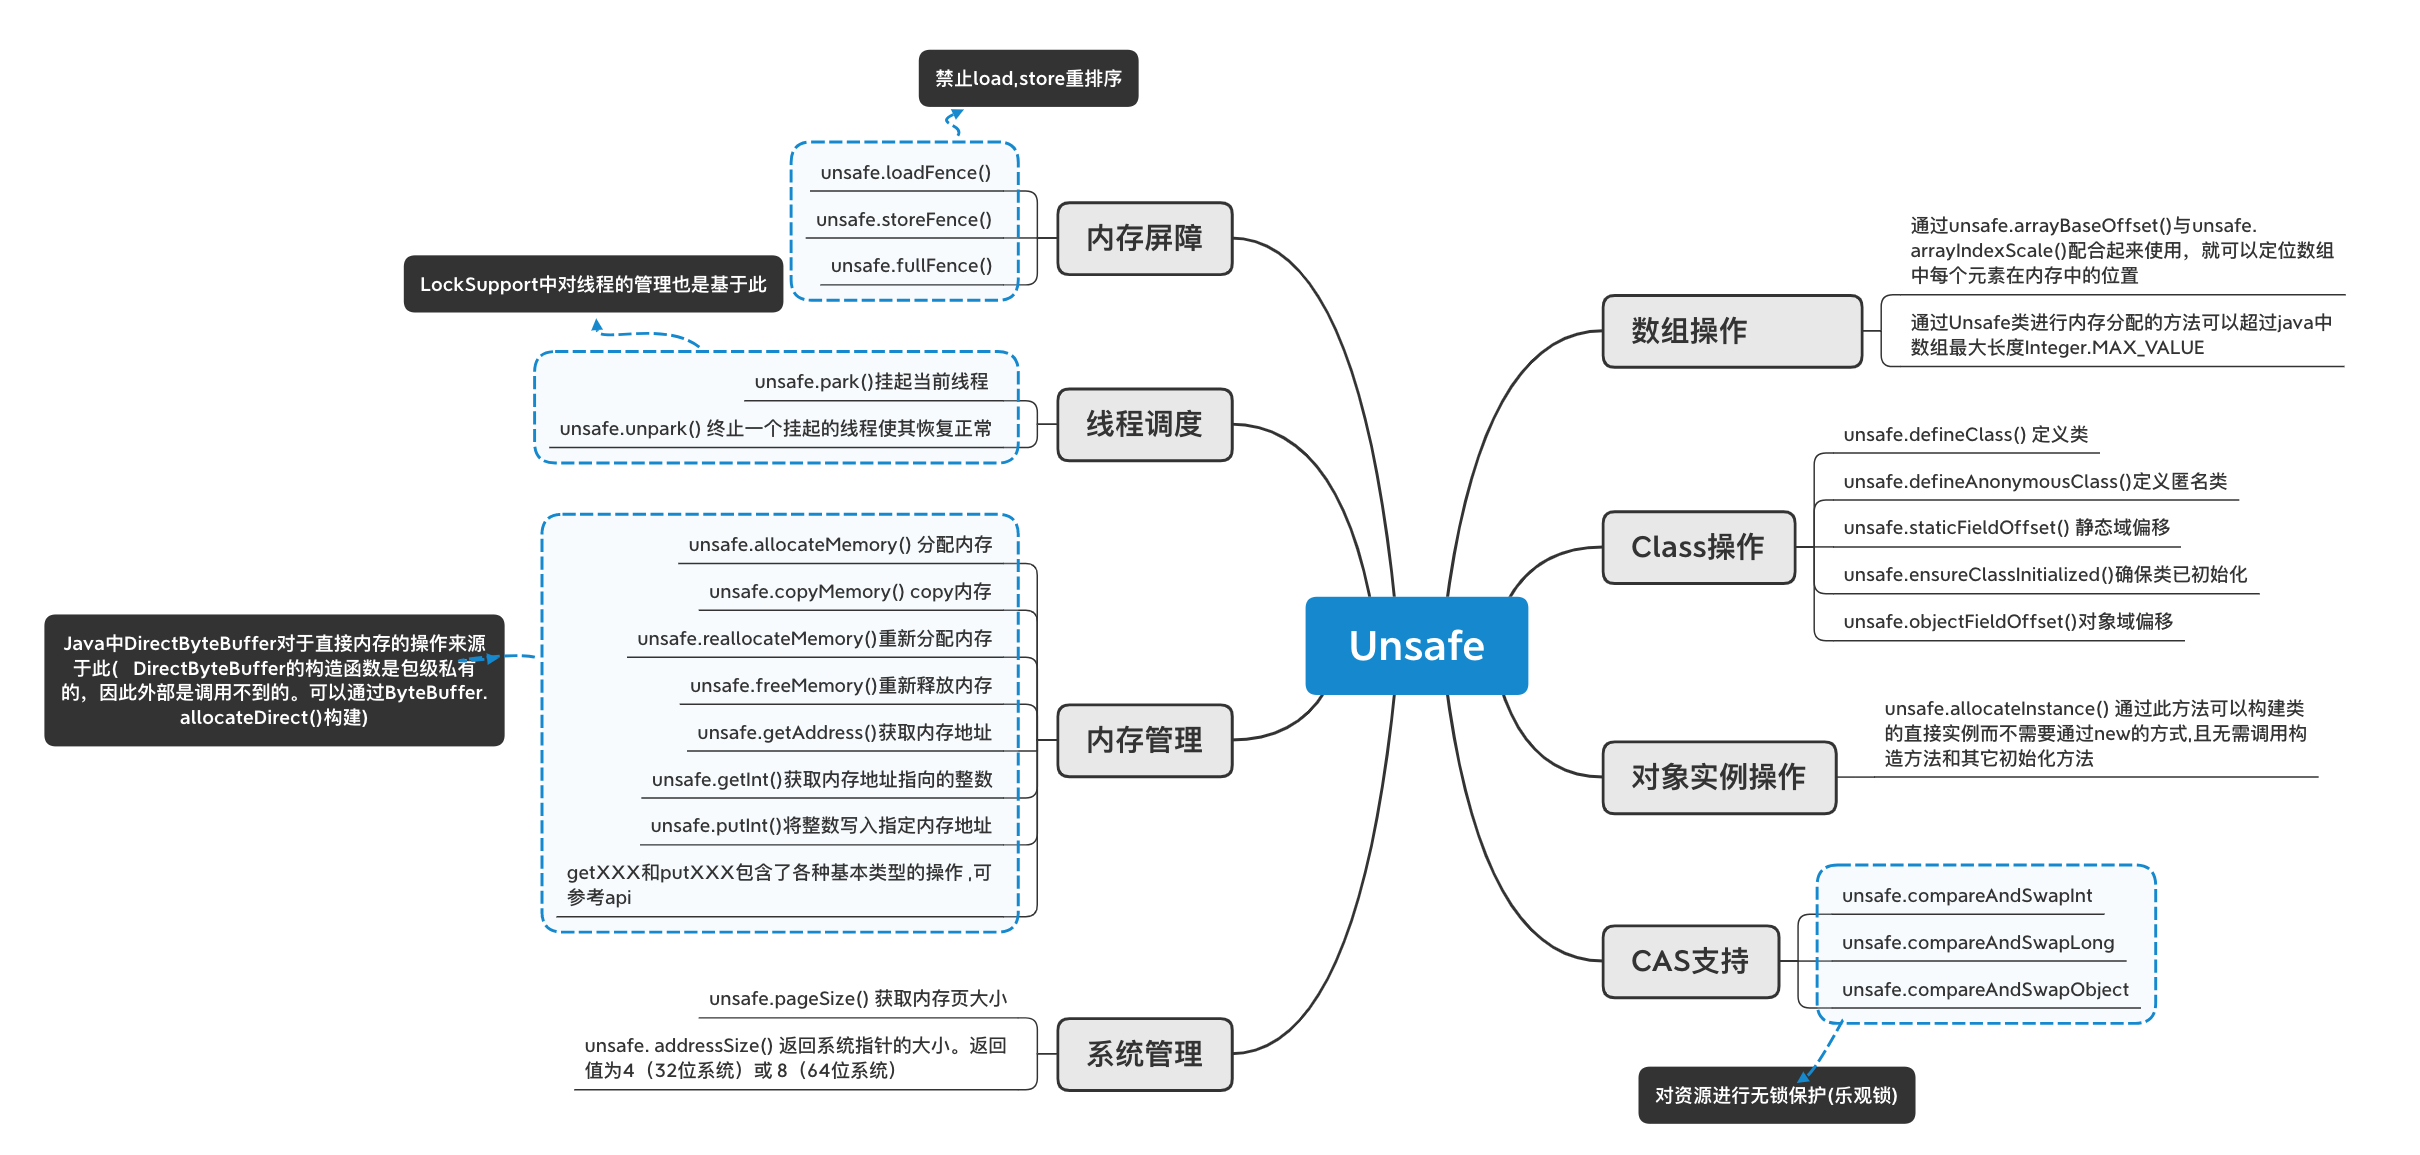 禁止load,store重排序
unsafe.loadFence()
unsafe.storeFence()
unsafe.fullFence()
内存屏障
LockSupport中对线程的管理也是基于此
unsafe.park()挂起当前线程
unsafe.unpark() 终止一个挂起的线程使其恢复正常
线程调度
unsafe.allocateMemory() 分配内存
unsafe.copyMemory() copy内存
unsafe.reallocateMemory()重新分配内存
unsafe.freeMemory()重新释放内存
unsafe.getAddress()获取内存地址
unsafe.getInt()获取内存地址指向的整数
unsafe.putInt()将整数写入指定内存地址
getXXX和putXXX包含了各种基本类型的操作 ,可
参考api
内存管理
Java中DirectByteBuffer对于直接内存的操作来源
于此( DirectByteBuffer的构造函数是包级私有
的，因此外部是调用不到的。可以通过ByteBuffer.
allocateDirect()构建)
unsafe.pageSize() 获取内存页大小
unsafe. addressSize() 返回系统指针的大小。返回
值为4（32位系统）或 8（64位系统）
系统管理
Unsafe
通过unsafe.arrayBaseOffset()与unsafe.
arrayIndexScale()配合起来使用，就可以定位数组
中每个元素在内存中的位置
通过Unsafe类进行内存分配的方法可以超过java中
数组最大长度Integer.MAX_VALUE
数组操作
unsafe.defineClass() 定义类
unsafe.defineAnonymousClass()定义匿名类
unsafe.staticFieldOffset() 静态域偏移
unsafe.ensureClassInitialized()确保类已初始化
unsafe.objectFieldOffset()对象域偏移
Class操作
unsafe.allocateInstance() 通过此方法可以构建类
的直接实例而不需要通过new的方式,且无需调用构
造方法和其它初始化方法
对象实例操作
unsafe.compareAndSwapInt
unsafe.compareAndSwapLong
unsafe.compareAndSwapObject
CAS支持
对资源进行无锁保护(乐观锁)